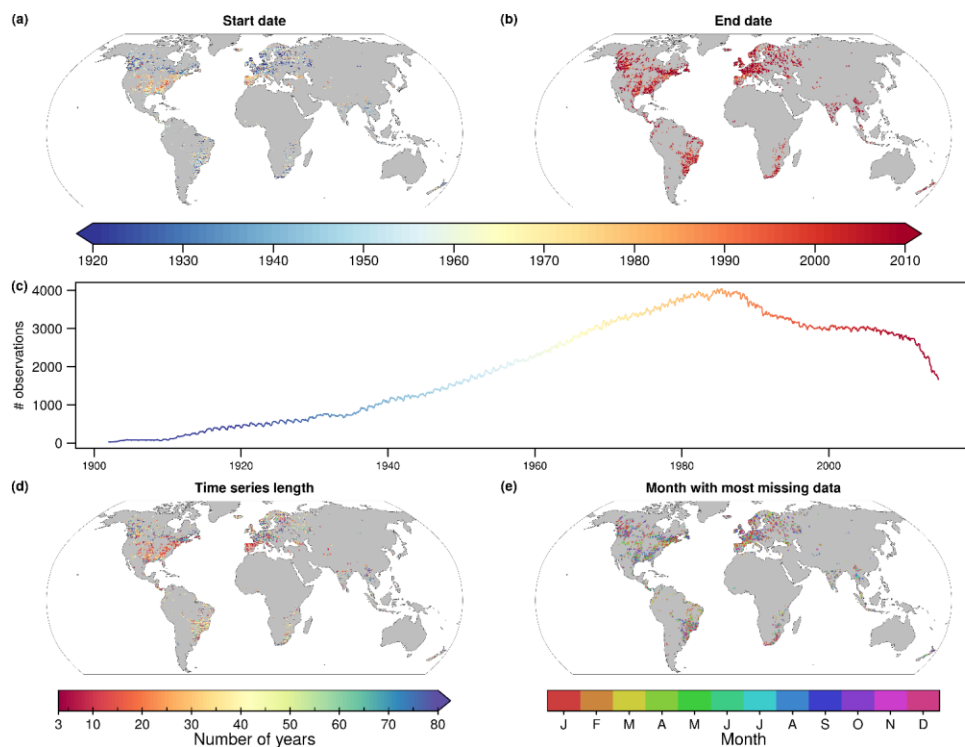 (a) Start date
(b) End date
1920 1930 1940 1950 1960 1970 1980 1990 2000 2010
(c)
# observations
4000
3000
2000
1000
0
1900 1920 1940 1960 1980 2000
(d) Time series length
(e) Month with most missing data
3 10 20 30 40 50 60 70 80
Number of years
J F M A M J J A S O N D
Month